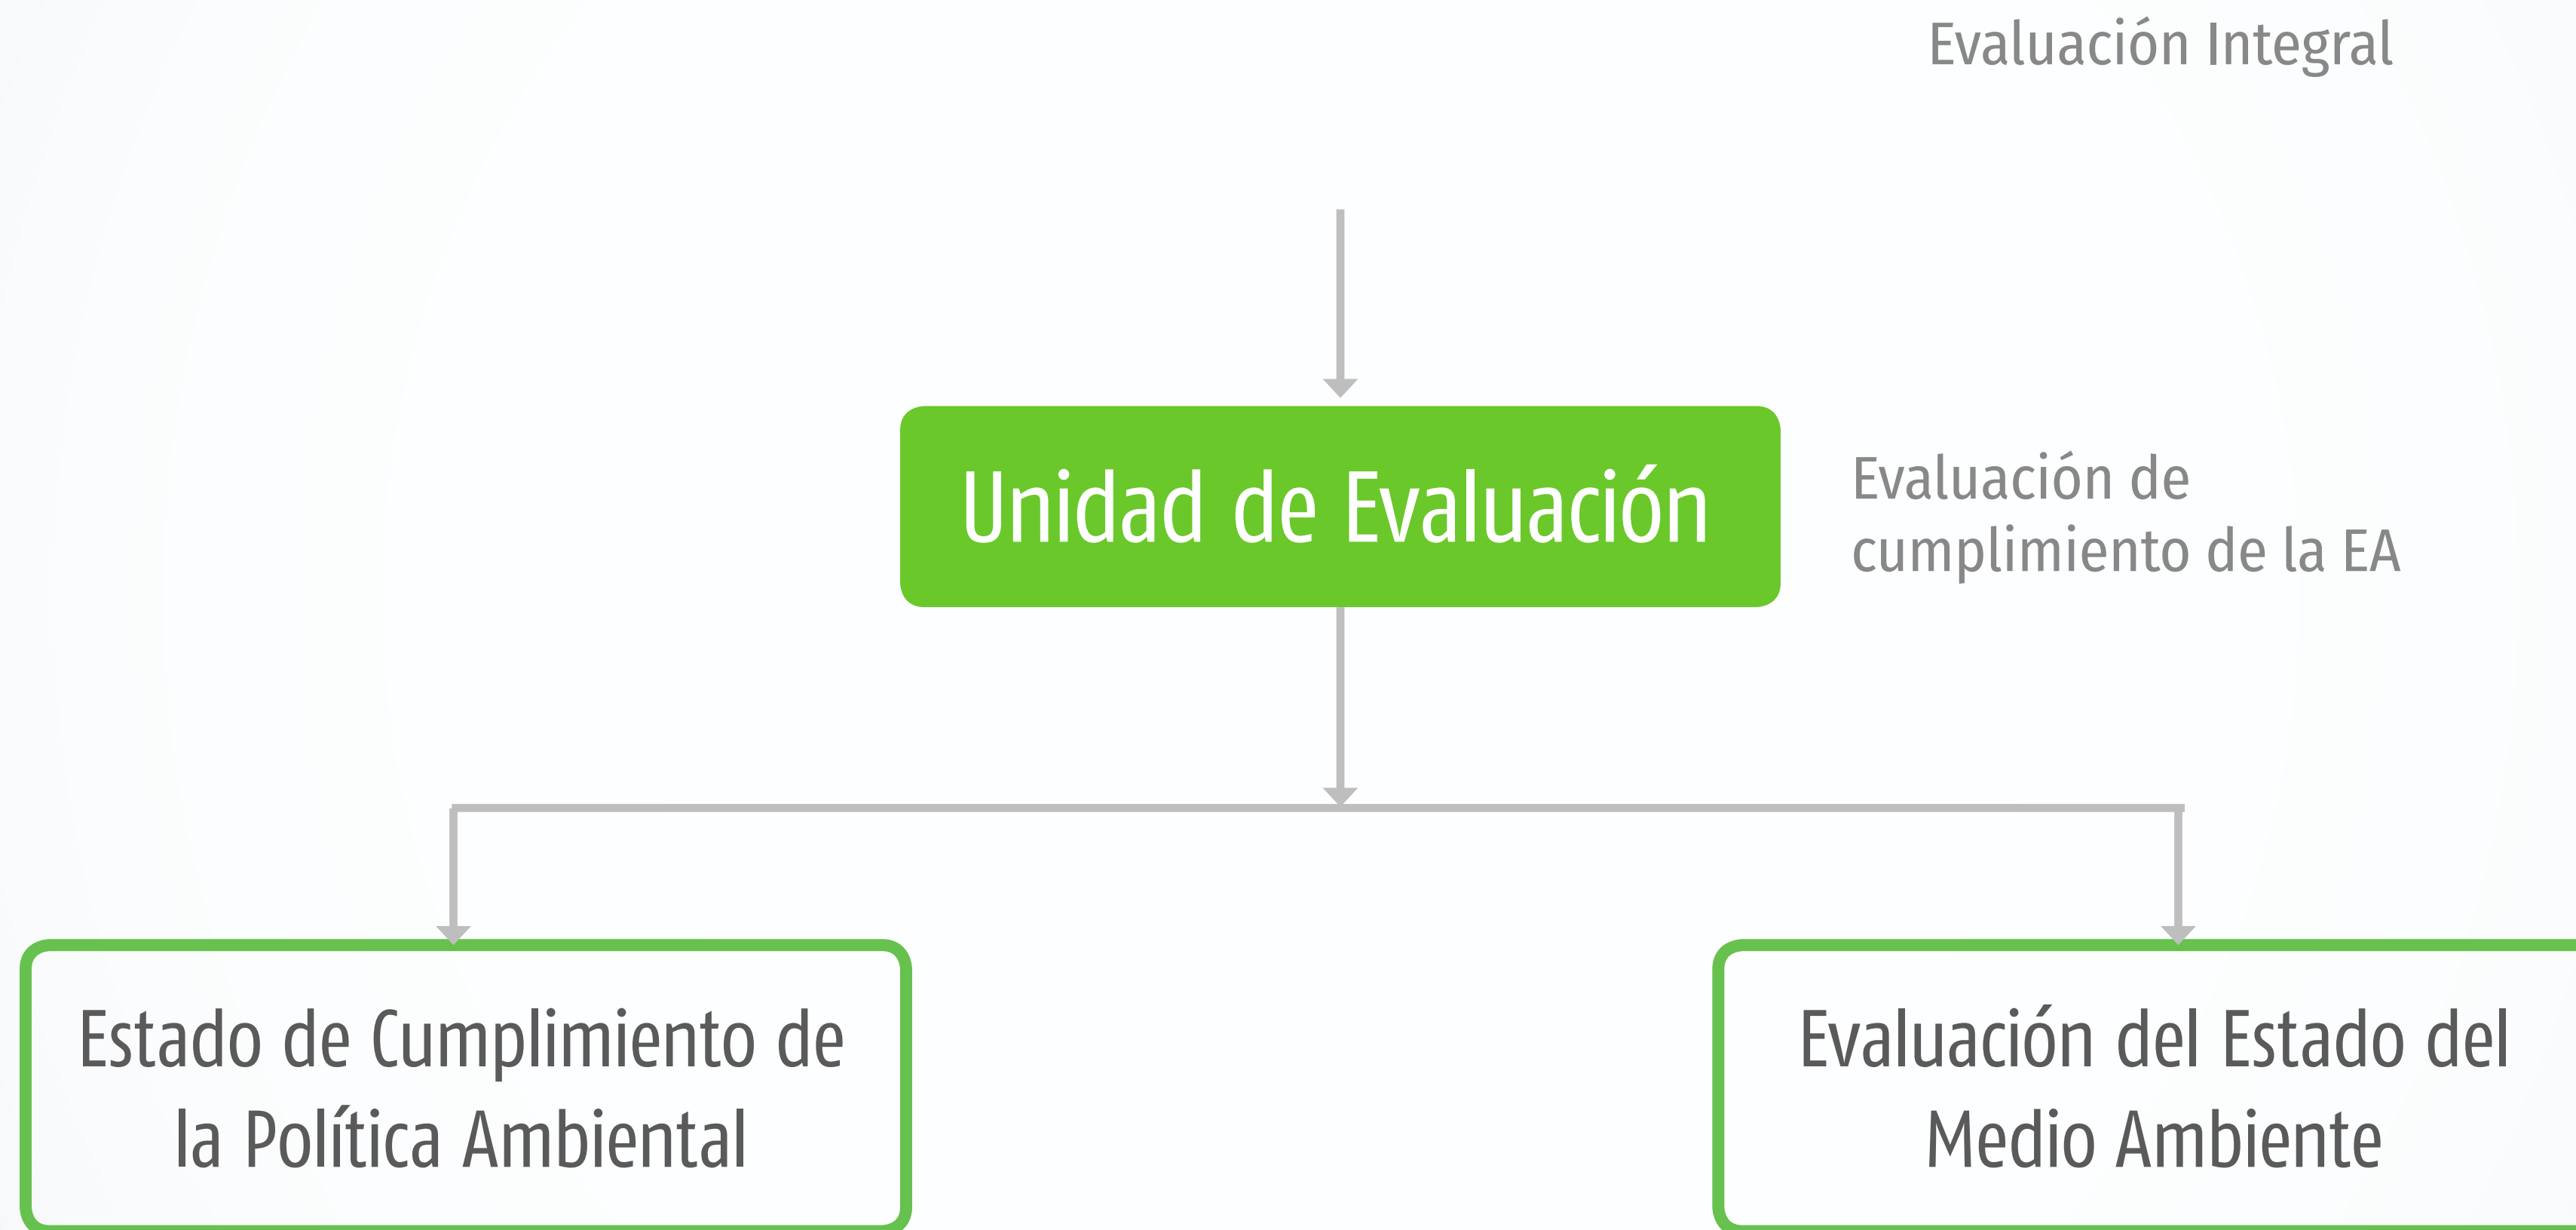 Evaluación Integral
Unidad de Evaluación
Evaluación de
cumplimiento de la EA
Estado de Cumplimiento de
la Política Ambiental
Evaluación del Estado del
Medio Ambiente